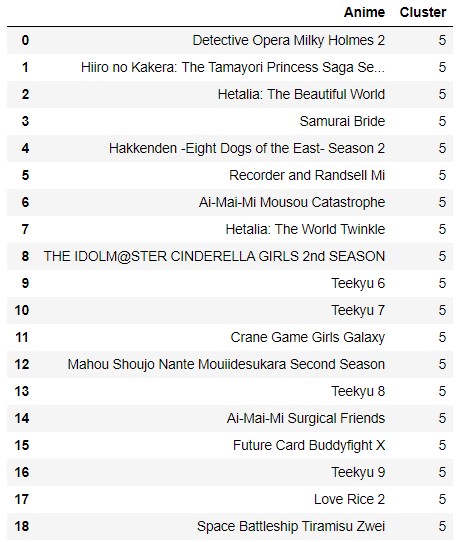 Anime Cluster
0 Detective Opera Milky Holmes 2 5
1 Hiiro no Kakera: The Tamayori Princess Saga Se... 5
2 Hetalia: The Beautiful World 5
3 Samurai Bride 5
4 Hakkenden -Eight Dogs of the East- Season 2 5
5 Recorder and Randsell Mi 5
6 Ai-Mai-Mi Mousou Catastrophe 5
7 Hetalia: The World Twinkle 5
8 THE IDOLM@STER CINDERELLA GIRLS 2nd SEASON 5
9 Teekyu 6 5
10 Teekyu 7 5
11 Crane Game Girls Galaxy 5
12 Mahou Shoujo Nante Mouiidesukara Second Season 5
13 Teekyu 8 5
14 Ai-Mai-Mi Surgical Friends 5
15 Future Card Buddyfight X 5
16 Teekyu 9 5
17 Love Rice 2 5
18 Space Battleship Tiramisu Zwei 5